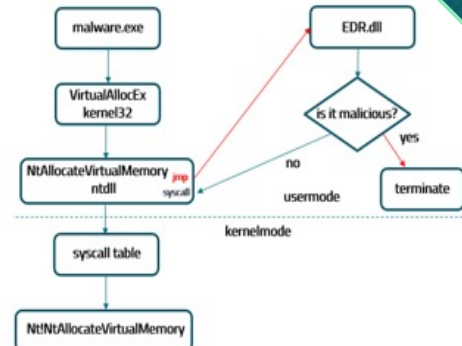 malware.exe
EDR.dll
VirtualAllocEx
kernel32
is it malicious?
yes
no
NtAllocateVirtualMemory
jmp
ntdll
syscall
terminate
usermode
kernelmode
syscall table
Nt!NtAllocateVirtualMemory